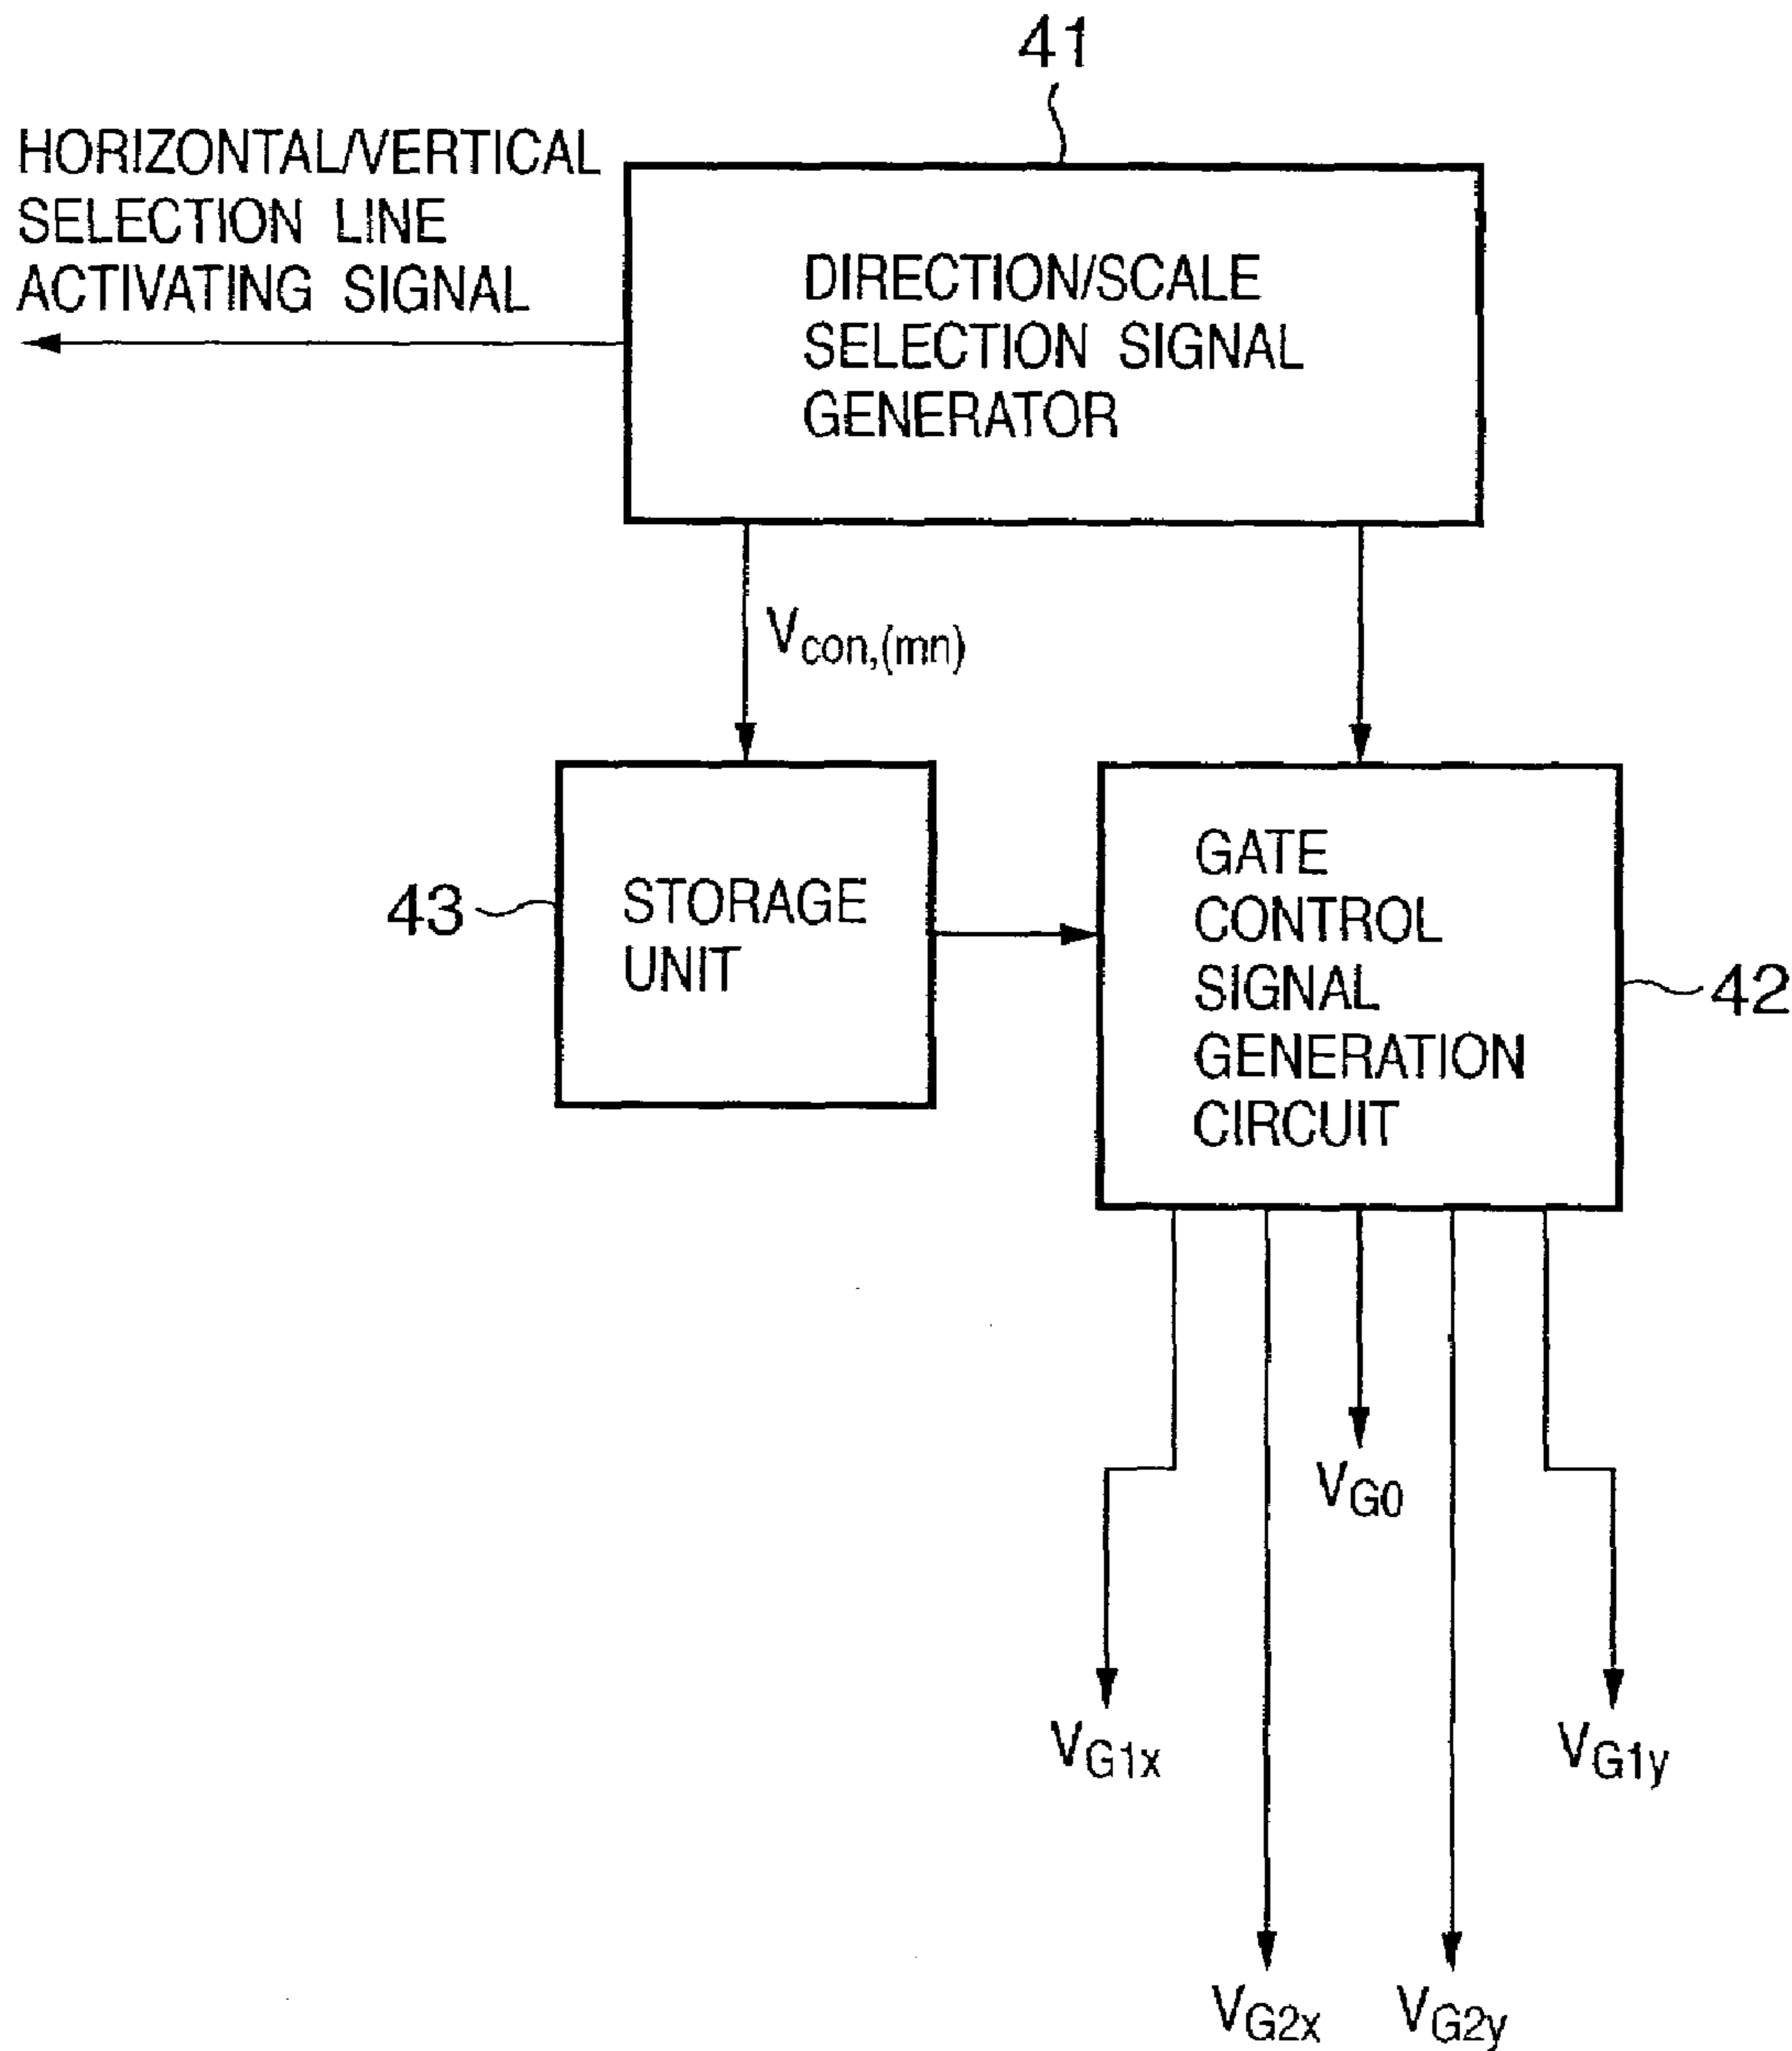 41
HORIZONTAL/VERTICAL
SELECTION LINE
ACTIVATING SIGNAL
DIRECTION/SCALE
SELECTION SIGNAL
GENERATOR
Vcon,(mn)
43
STORAGE
UNIT
GATE
CONTROL
SIGNAL
GENERATION
CIRCUIT
42
VG0
VG1x
VG1y
VG2x
VG2y